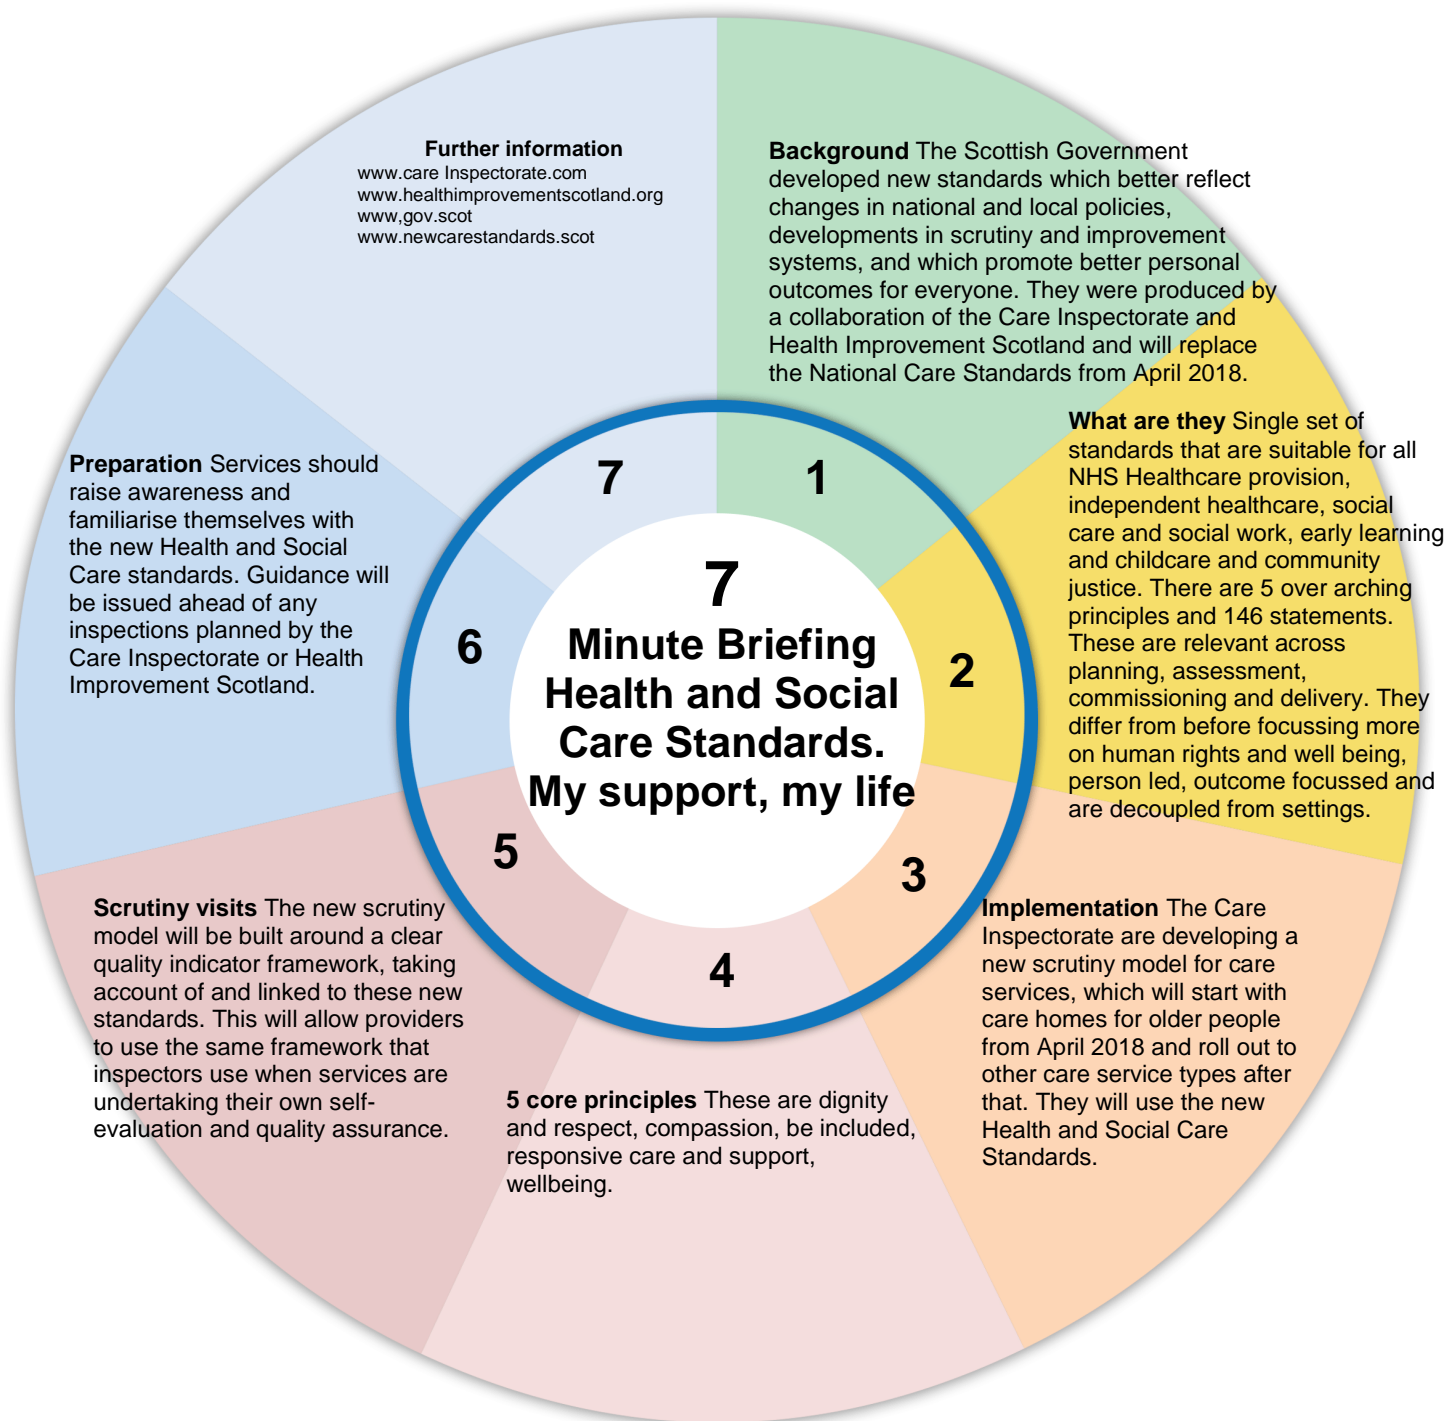 7
Minute Briefing
Health and Social
Care Standards.
My support, my life
1
Background The Scottish Government
developed new standards which better reflect
changes in national and local policies,
developments in scrutiny and improvement
systems, and which promote better personal
outcomes for everyone. They were produced by
a collaboration of the Care Inspectorate and
Health Improvement Scotland and will replace
the National Care Standards from April 2018.
2
What are they Single set of
standards that are suitable for all
NHS Healthcare provision,
independent healthcare, social
care and social work, early learning
and childcare and community
justice. There are 5 over arching
principles and 146 statements.
These are relevant across
planning, assessment,
commissioning and delivery. They
differ from before focussing more
on human rights and well being,
person led, outcome focussed and
are decoupled from settings.
3
Implementation The Care
Inspectorate are developing a
new scrutiny model for care
services, which will start with
care homes for older people
from April 2018 and roll out to
other care service types after
that. They will use the new
Health and Social Care
Standards.
4
5 core principles These are dignity
and respect, compassion, be included,
responsive care and support,
wellbeing.
5
Scrutiny visits The new scrutiny
model will be built around a clear
quality indicator framework, taking
account of and linked to these new
standards. This will allow providers
to use the same framework that
inspectors use when services are
undertaking their own self-
evaluation and quality assurance.
6
Preparation Services should
raise awareness and
familiarise themselves with
the new Health and Social
Care standards. Guidance will
be issued ahead of any
inspections planned by the
Care Inspectorate or Health
Improvement Scotland.
7
Further information
www.care Inspectorate.com
www.healthimprovementscotland.org
www,gov.scot
www.newcarestandards.scot